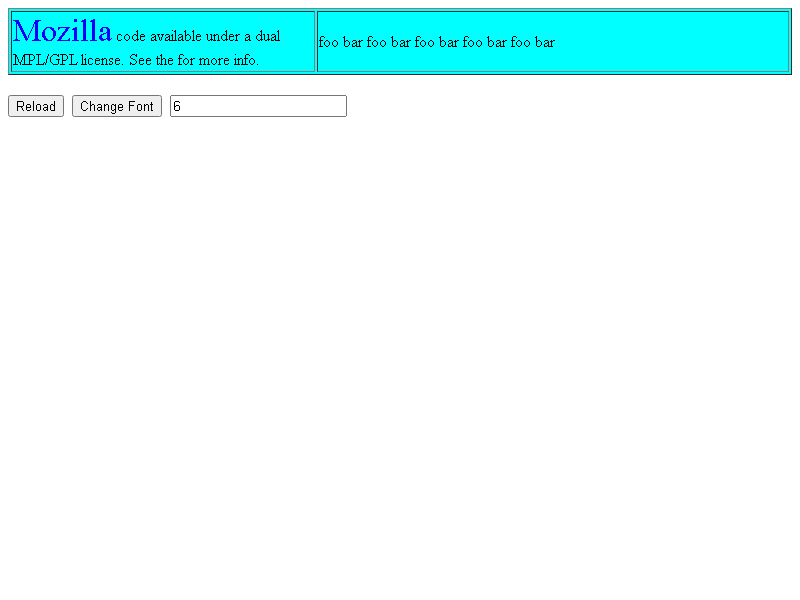 Mozilla code available under a dual
MPL/GPL license. See the for more info.
foo bar foo bar foo bar foo bar foo bar
Reload Change Font 6